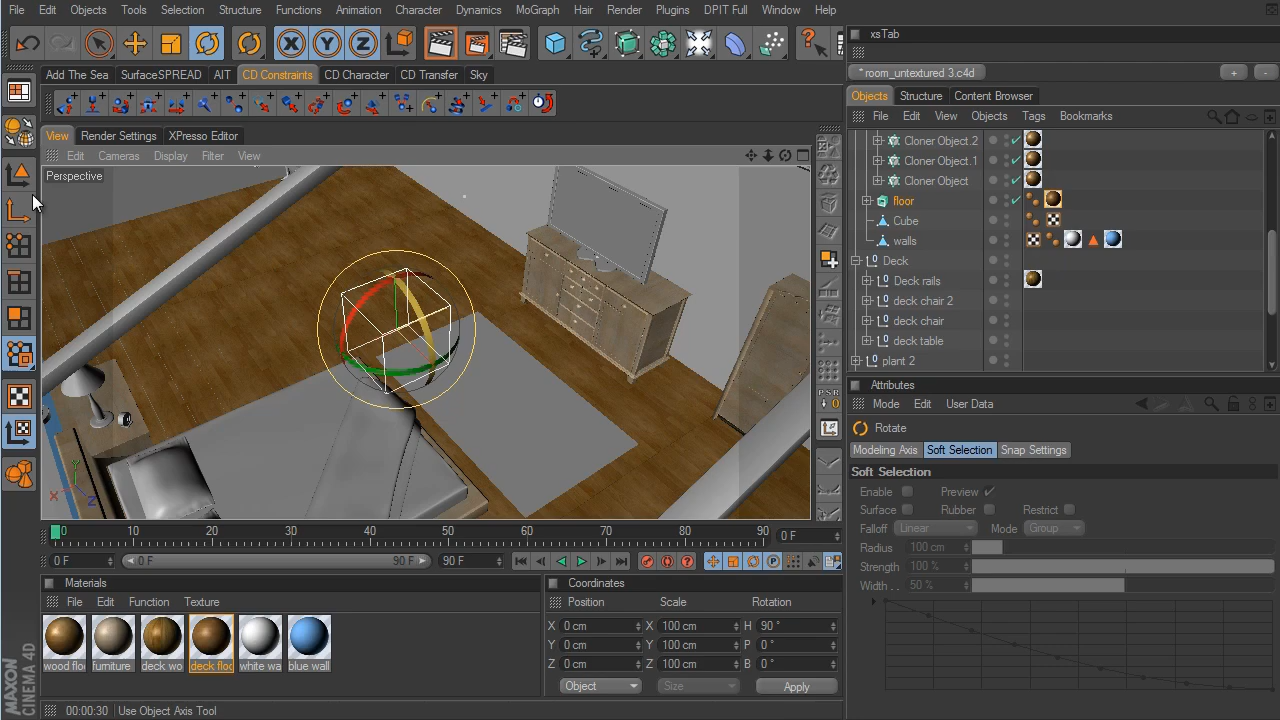 File Edit Objects Tools Selection Structure Functions Animation Character Dynamics MoGraph Hair Render Plugins DPIT Full Window Help
xsTab
* room_untextured 3.c4d
Add The Sea SurfaceSPREAD AIT CD Constraints CD Character CD Transfer Sky
Objects Structure Content Browser
File Edit View Objects Tags Bookmarks
View Render Settings XPresso Editor
Edit Cameras Display Filter View
Perspective
Cloner Object.2
Cloner Object.1
Cloner Object
floor
Cube
walls
Deck
Deck rails
deck chair 2
deck chair
deck table
plant 2
Attributes
Mode Edit User Data
Rotate
Modeling Axis Soft Selection Snap Settings
Soft Selection
Enable Preview
Surface Rubber Restrict
Falloff Linear Mode Group
Radius 100 cm
Strength 100 %
Width . . 50 %
X Y Z
PSR
0
Y
X Z
0 10 20 30 40 50 60 70 80 90 0 F
0 F 0 F 90 F 90 F
Materials
File Edit Function Texture
wood floo furniture deck wo deck floo white wa blue wall
Coordinates
Position Scale Rotation
X 0 cm X 100 cm H 90 °
Y 0 cm Y 100 cm P 0 °
Z 0 cm Z 100 cm B 0 °
Object Size Apply
MAXON
CINEMA 4D
00:00:30 Use Object Axis Tool